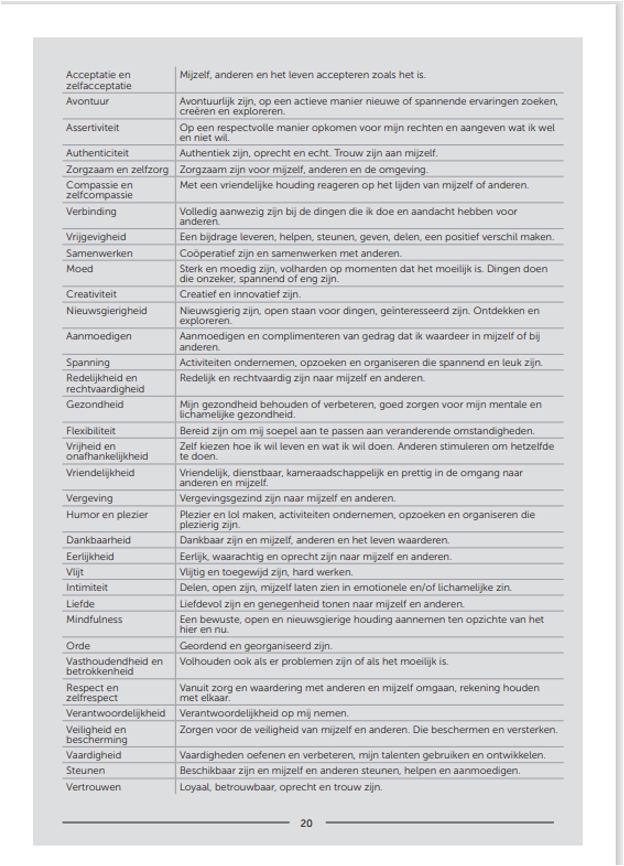 Acceptatie en zelfacceptatie Mijzelf, anderen en het leven accepteren zoals het is.
Avontuur Avontuurlijk zijn, op een actieve manier nieuwe of spannende ervaringen zoeken,
creëren en exploreren.
Assertiviteit Op een respectvolle manier opkomen voor mijn rechten en aangeven wat ik wel
en niet wil.
Authenticiteit Authentiek zijn, oprecht en echt. Trouw zijn aan mijzelf.
Zorgzaam en zelfzorg Zorgzaam zijn voor mijzelf, anderen en de omgeving.
Compassie en zelfcompassie Met een vriendelijke houding reageren op het lijden van mijzelf of anderen.
Verbinding Volledig aanwezig zijn bij de dingen die ik doe en aandacht hebben voor
anderen.
Vrijgevigheid Een bijdrage leveren, helpen, steunen, geven, delen, een positief verschil maken.
Samenwerken Coöperatief zijn en samenwerken met anderen.
Moed Sterk en moedig zijn, volharden op momenten dat het moeilijk is. Dingen doen
die onzeker, spannend of eng zijn.
Creativiteit Creatief en innovatief zijn.
Nieuwsgierigheid Nieuwsgierig zijn, open staan voor dingen, geïnteresseerd zijn. Ontdekken en
exploreren.
Aanmoedigen Aanmoedigen en complimenteren van gedrag dat ik waardeer in mijzelf of bij
anderen.
Spanning Activiteiten ondernemen, opzoeken en organiseren die spannend en leuk zijn.
Redelijkheid en rechtvaardigheid Redelijk en rechtvaardig zijn naar mijzelf en anderen.
Gezondheid Mijn gezondheid behouden of verbeteren, goed zorgen voor mijn mentale en
lichamelijke gezondheid.
Flexibiliteit Bereid zijn om mij soepel aan te passen aan veranderende omstandigheden.
Vrijheid en onafhankelijkheid Zelf kiezen hoe ik wil leven en wat ik wil doen. Anderen stimuleren om hetzelfde
te doen.
Vriendelijkheid Vriendelijk, dienstbaar, kameraadschappelijk en prettig in de omgang naar
anderen en mijzelf.
Vergeving Vergevingsgezind zijn naar mijzelf en anderen.
Humor en plezier Plezier en lol maken, activiteiten ondernemen, opzoeken en organiseren die
plezierig zijn.
Dankbaarheid Dankbaar zijn en mijzelf, anderen en het leven waarderen.
Eerlijkheid Eerlijk, waarachtig en oprecht zijn naar mijzelf en anderen.
Vlijt Vlijtig en toegewijd zijn, hard werken.
Intimiteit Delen, open zijn, mijzelf laten zien in emotionele en/of lichamelijke zin.
Liefde Liefdevol zijn en genegenheid tonen naar mijzelf en anderen.
Mindfulness Een bewuste, open en nieuwsgierige houding aannemen ten opzichte van het
hier en nu.
Orde Geordend en georganiseerd zijn.
Vasthoudendheid en betrokkenheid Volhouden ook als er problemen zijn of als het moeilijk is.
Respect en zelfrespect Vanuit zorg en waardering met anderen en mijzelf omgaan, rekening houden
met elkaar.
Verantwoordelijkheid Verantwoordelijkheid op mij nemen.
Veiligheid en bescherming Zorgen voor de veiligheid van mijzelf en anderen. Die beschermen en versterken.
Vaardigheid Vaardigheden oefenen en verbeteren, mijn talenten gebruiken en ontwikkelen.
Steunen Beschikbaar zijn en mijzelf en anderen steunen, helpen en aanmoedigen.
Vertrouwen Loyaal, betrouwbaar, oprecht en trouw zijn.
20